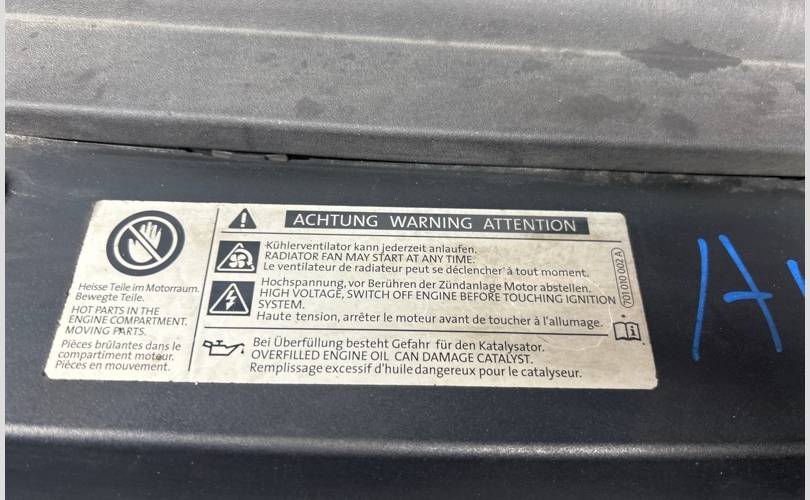 ACHTUNG WARNING ATTENTION
Heisse Teile im Motorraum.
Bewegte Teile.
HOT PARTS IN THE
ENGINE COMPARTMENT.
MOVING PARTS.
Pièces brûlantes dans le
compartiment moteur.
Pièces en mouvement.
Kühlerventilator kann jederzeit anlaufen.
RADIATOR FAN MAY START AT ANY TIME.
Le ventilateur de radiateur peut se déclencher à tout moment.
Hochspannung, vor Berühren der Zündanlage Motor abstellen.
HIGH VOLTAGE, SWITCH OFF ENGINE BEFORE TOUCHING IGNITION
SYSTEM.
Haute tension, arrêter le moteur avant de toucher à l'allumage.
Bei Überfüllung besteht Gefahr für den Katalysator.
OVERFILLED ENGINE OIL CAN DAMAGE CATALYST.
Remplissage excessif d'huile dangereux pour le catalyseur.
701 010 002 A